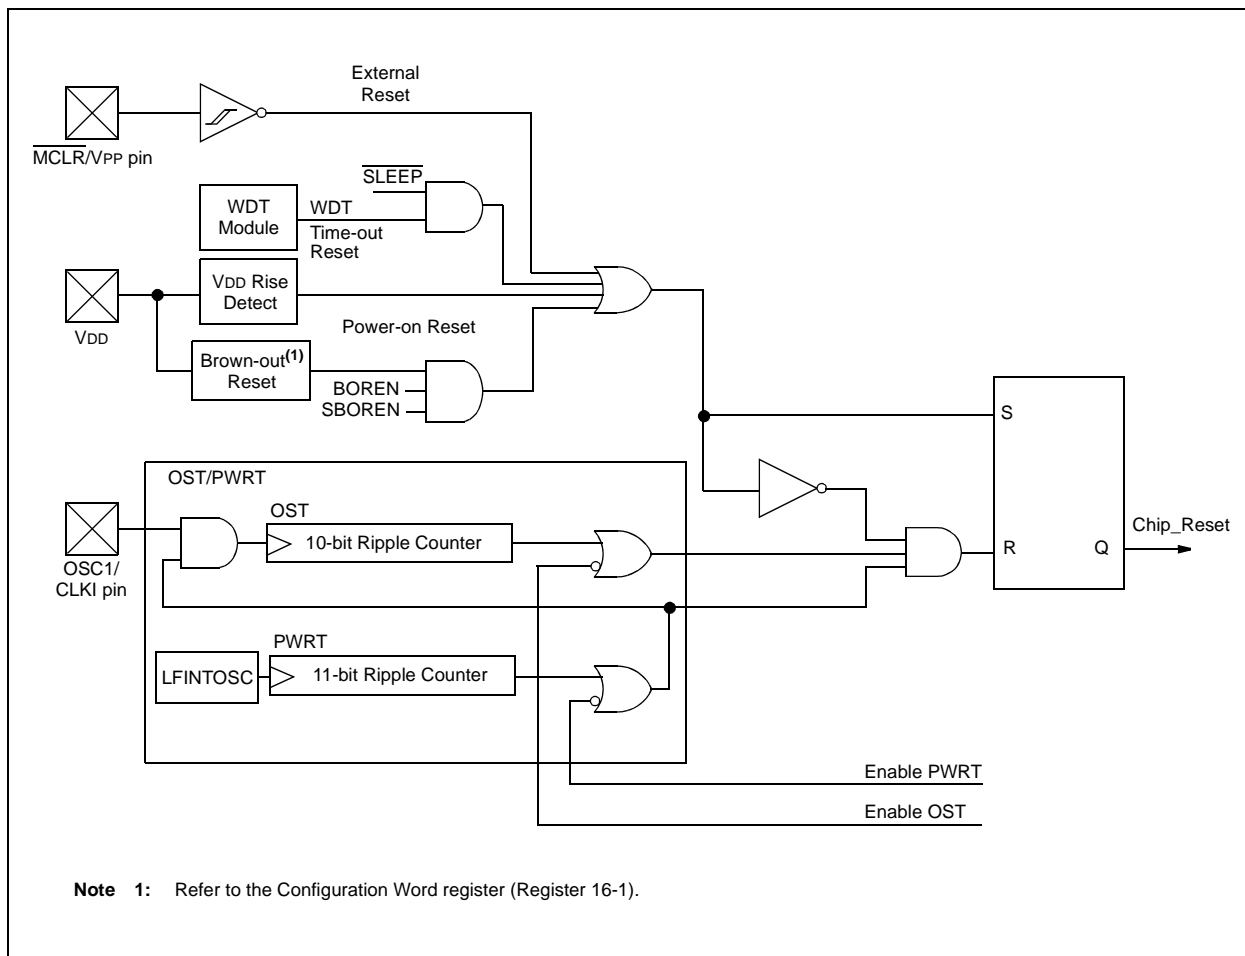 External
Reset
MCLR/VPP pin
SLEEP
WDT
Module
WDT
Time-out
Reset
VDD Rise
Detect
VDD
Power-on Reset
Brown-out(1)
Reset
BOREN
SBOREN
S
OST/PWRT
OST
10-bit Ripple Counter
Chip_Reset
R
Q
OSC1/
CLKI pin
PWRT
LFINTOSC
11-bit Ripple Counter
Enable PWRT
Enable OST
Note 1: Refer to the Configuration Word register (Register 16-1).